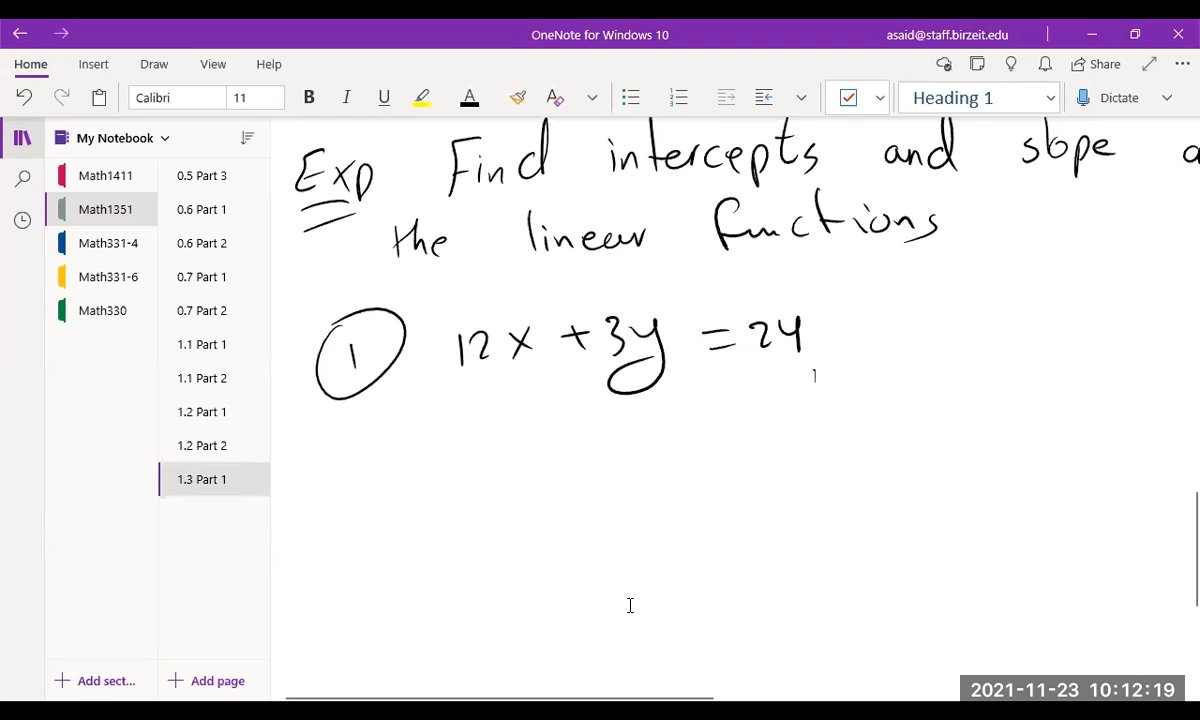 OneNote for Windows 10
asaid@staff.birzeit.edu
Home Insert Draw View Help
Share
Calibri 11 B I U A Heading 1 Dictate
My Notebook
Math1411
Math1351
Math331-4
Math331-6
Math330
0.5 Part 3
0.6 Part 1
0.6 Part 2
0.7 Part 1
0.7 Part 2
1.1 Part 1
1.1 Part 2
1.2 Part 1
1.2 Part 2
1.3 Part 1
Exp Find intercepts and slope
the linear functions
1 12x + 3y = 24
Add sect...
Add page
2021-11-23 10:12:19